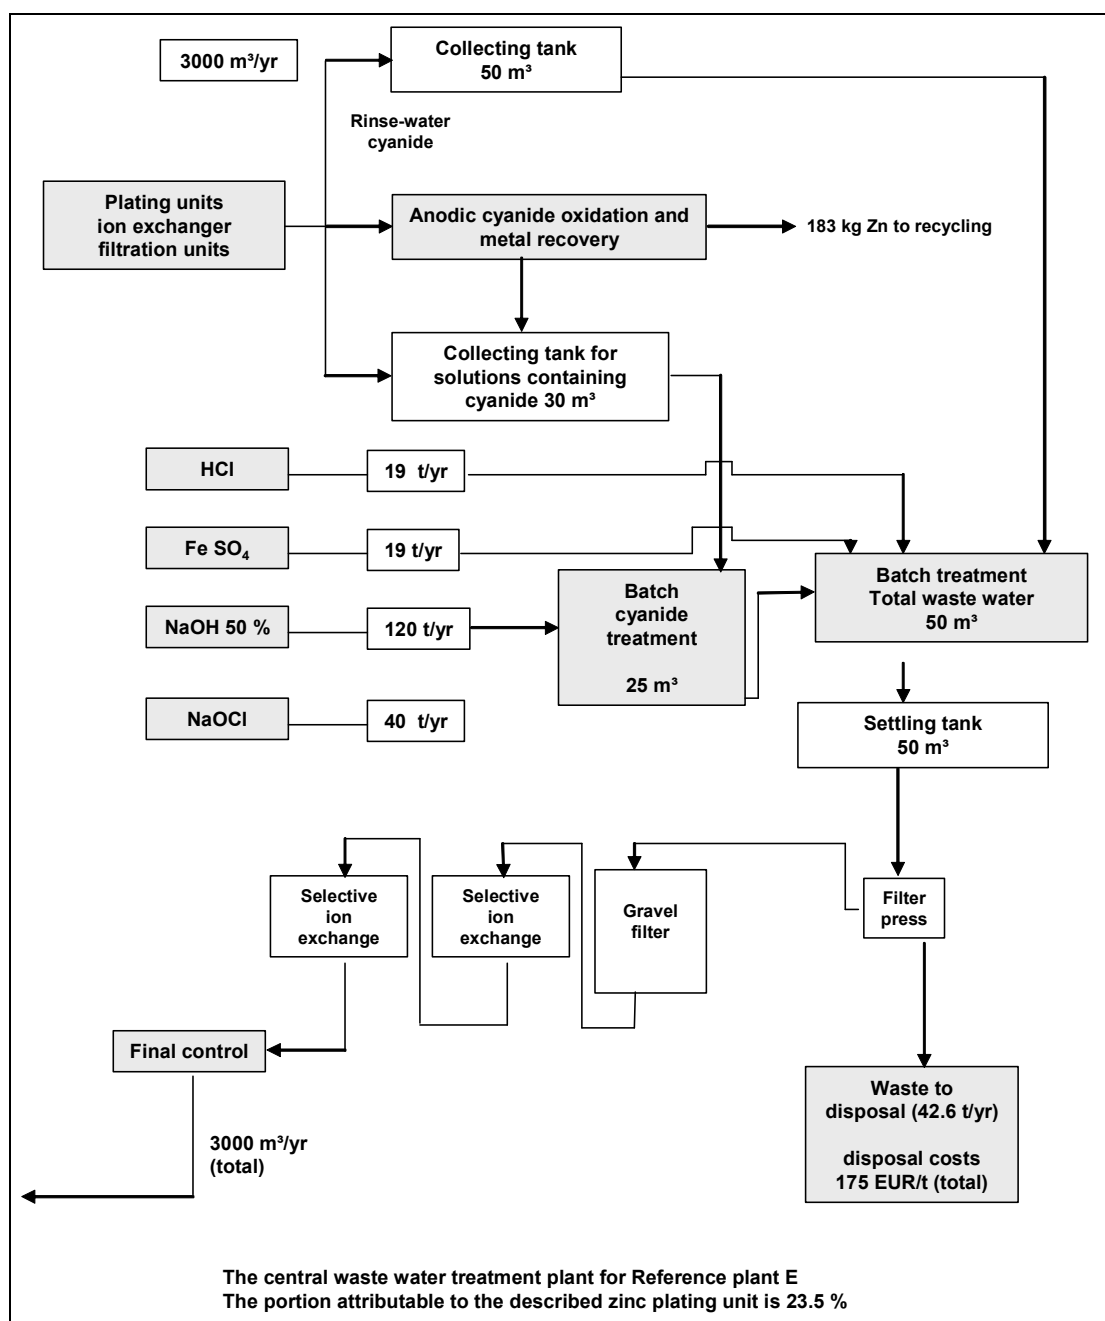 3000 m³/yr
Collecting tank
50 m³
Rinse-water
cyanide
Plating units
ion exchanger
filtration units
Anodic cyanide oxidation and
metal recovery
183 kg Zn to recycling
Collecting tank for
solutions containing
cyanide 30 m³
HCl
19 t/yr
Fe SO₄
19 t/yr
NaOH 50 %
120 t/yr
NaOCl
40 t/yr
Batch
cyanide
treatment
25 m³
Batch treatment
Total waste water
50 m³
Settling tank
50 m³
Selective
ion
exchange
Selective
ion
exchange
Gravel
filter
Filter
press
Final control
3000 m³/yr
(total)
Waste to
disposal (42.6 t/yr)
disposal costs
175 EUR/t (total)
The central waste water treatment plant for Reference plant E
The portion attributable to the described zinc plating unit is 23.5 %